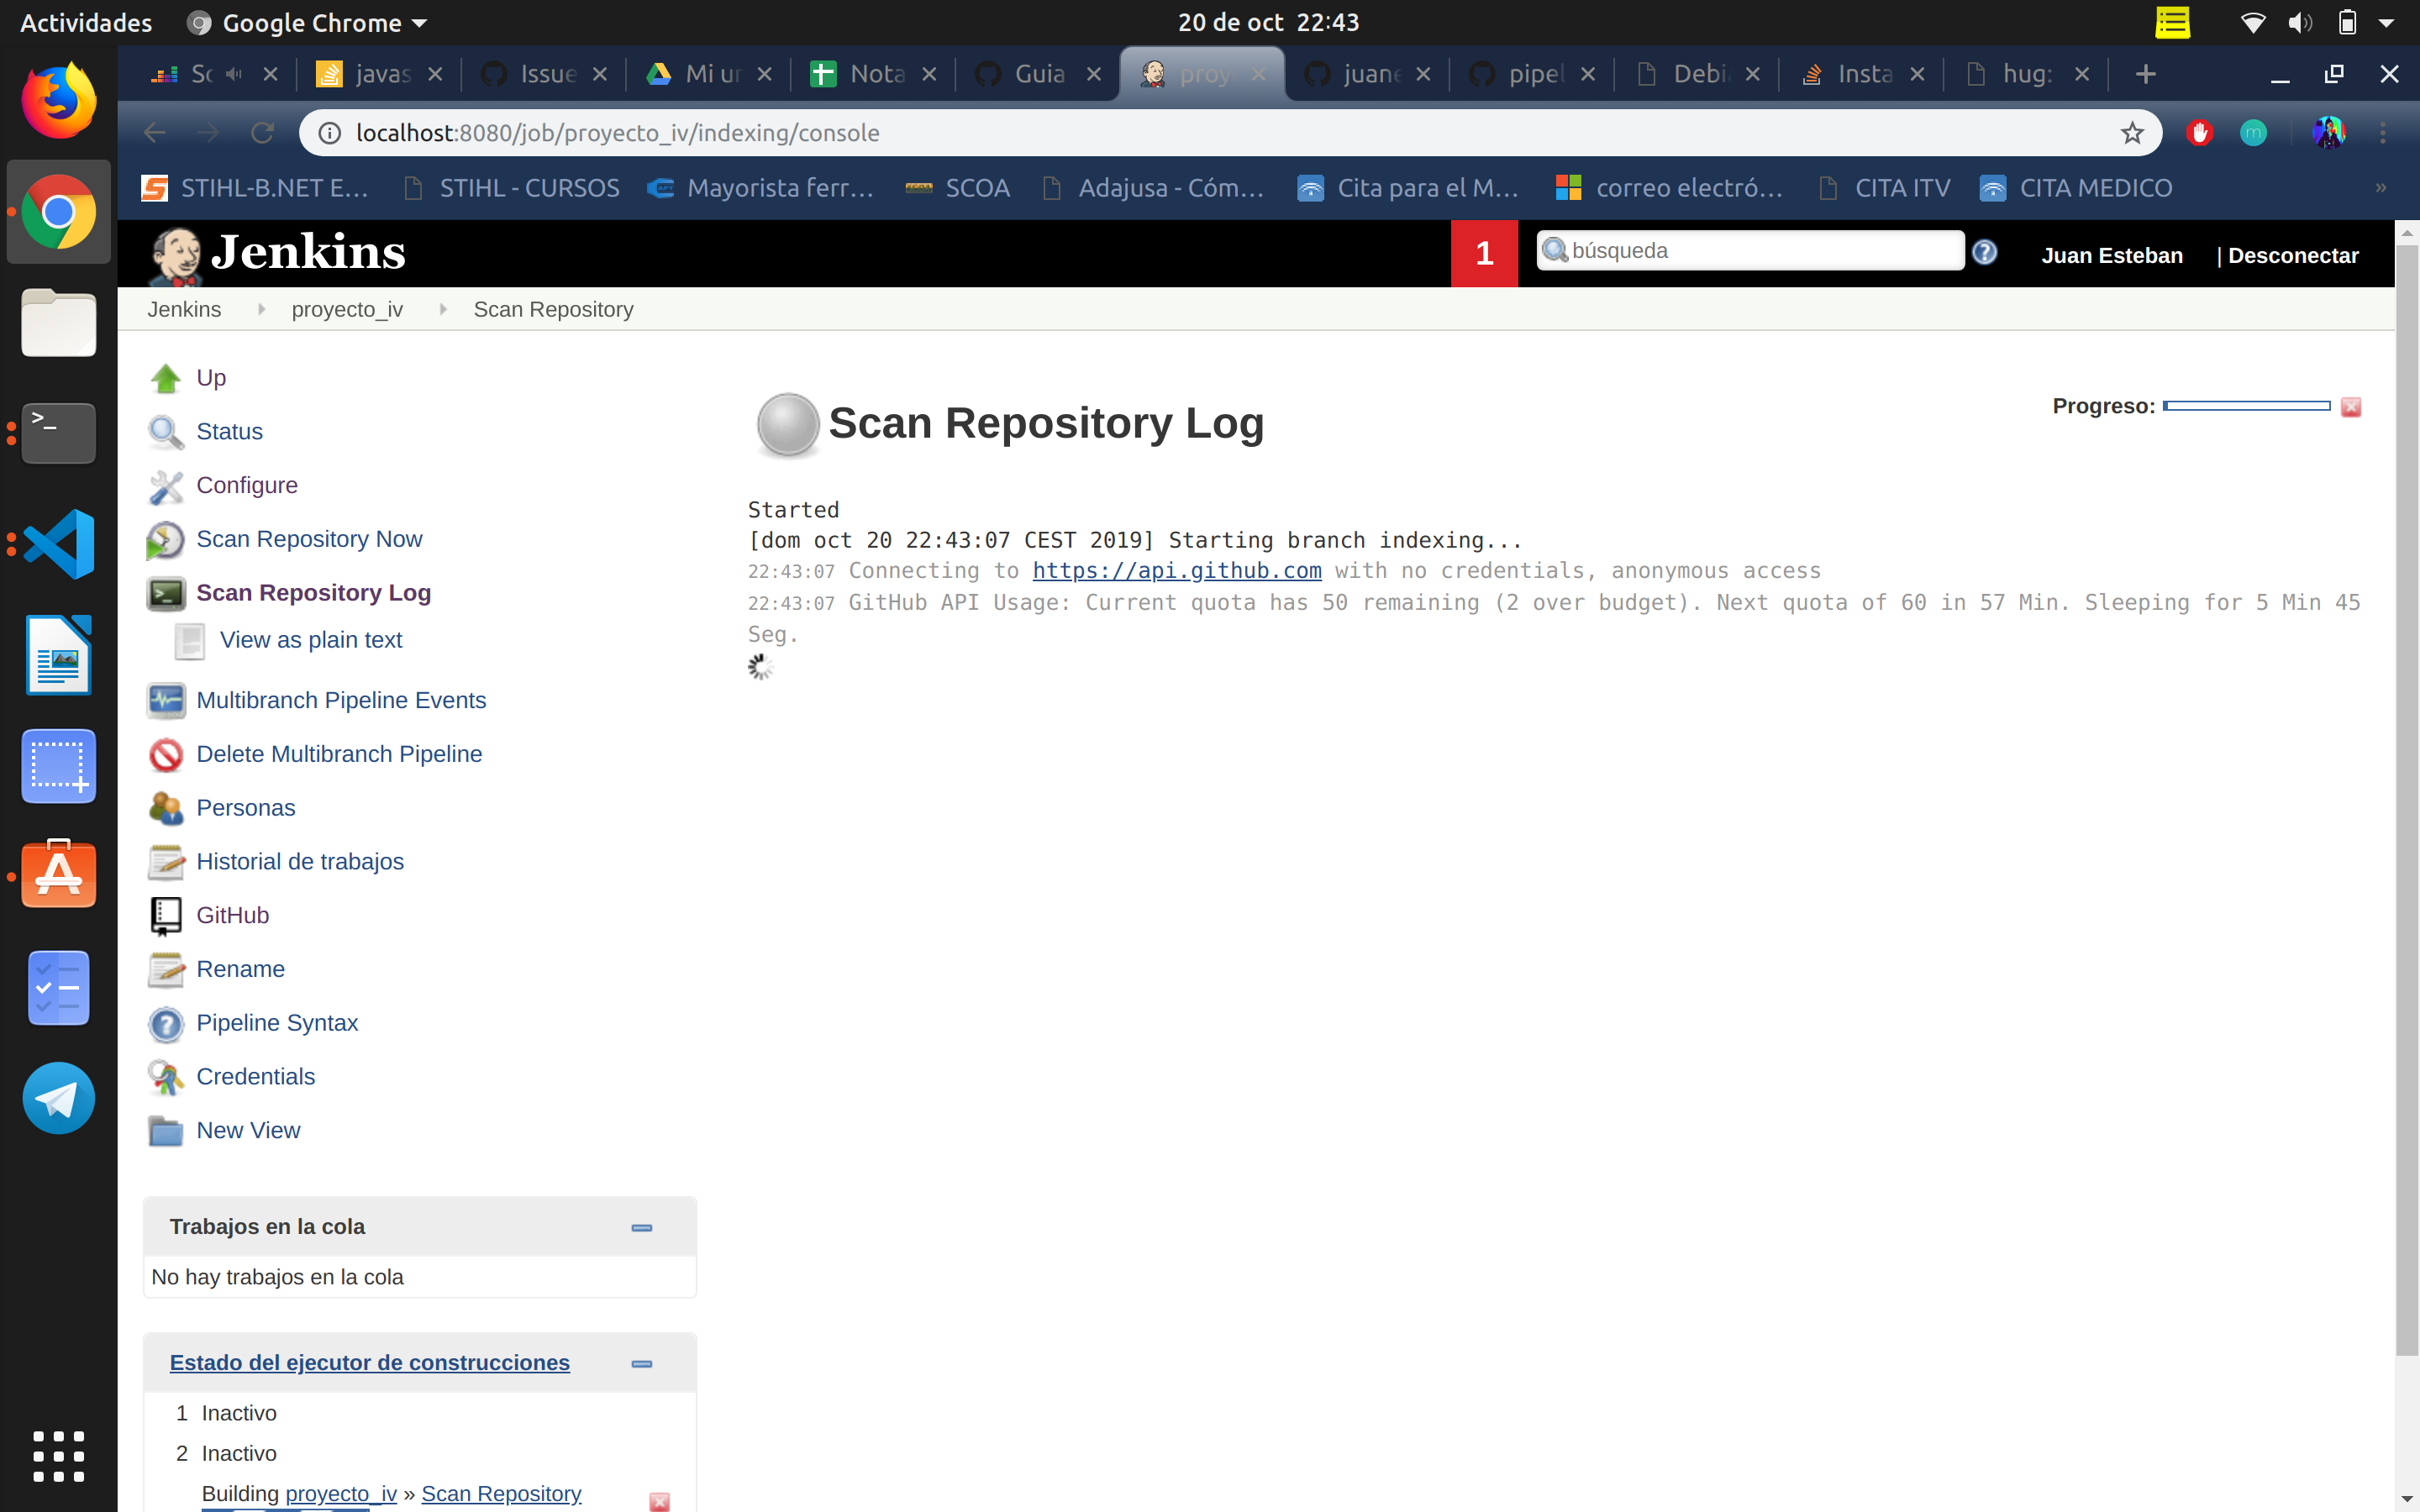 Actividades Google Chrome 20 de oct 22:43
Sc javas Issue Mi un Nota Guia proy juane pipel Debi Insta hug:
localhost:8080/job/proyecto_iv/indexing/console
STIHL-B.NET E… STIHL - CURSOS Mayorista ferr… SCOA Adajusa - Cóm… Cita para el M… correo electró… CITA ITV CITA MEDICO »
Jenkins 1 búsqueda Juan Esteban | Desconectar
Jenkins proyecto_iv Scan Repository
Up
Status
Configure
Scan Repository Now
Scan Repository Log
View as plain text
Multibranch Pipeline Events
Delete Multibranch Pipeline
Personas
Historial de trabajos
GitHub
Rename
Pipeline Syntax
Credentials
New View
Trabajos en la cola
No hay trabajos en la cola
Estado del ejecutor de construcciones
1 Inactivo
2 Inactivo
Building proyecto_iv » Scan Repository
Scan Repository Log
Progreso:
Started
[dom oct 20 22:43:07 CEST 2019] Starting branch indexing...
22:43:07 Connecting to https://api.github.com with no credentials, anonymous access
22:43:07 GitHub API Usage: Current quota has 50 remaining (2 over budget). Next quota of 60 in 57 Min. Sleeping for 5 Min 45
Seg.